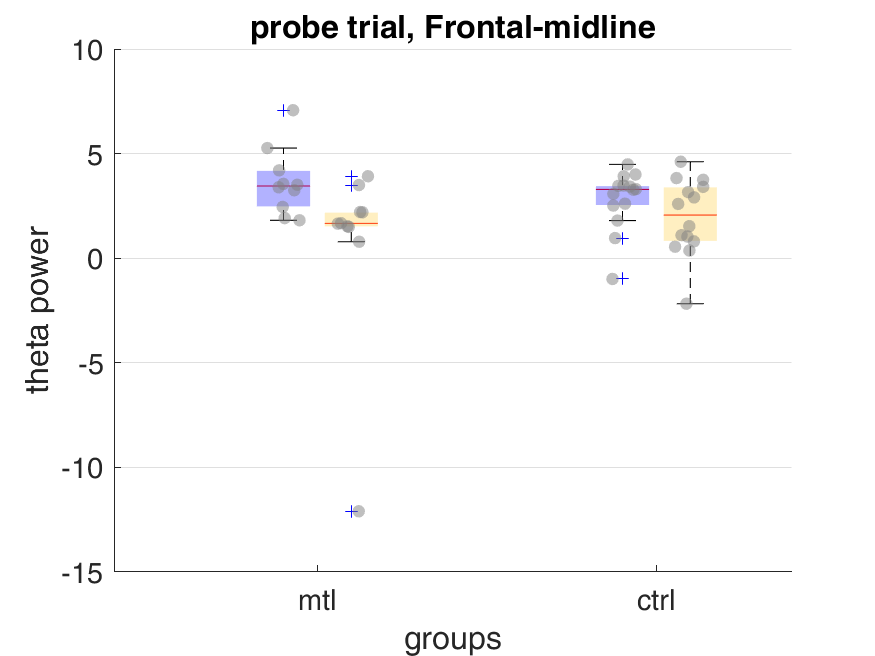 probe trial, Frontal-midline
10
5
0
-5
-10
-15
theta power
mtl
ctrl
groups